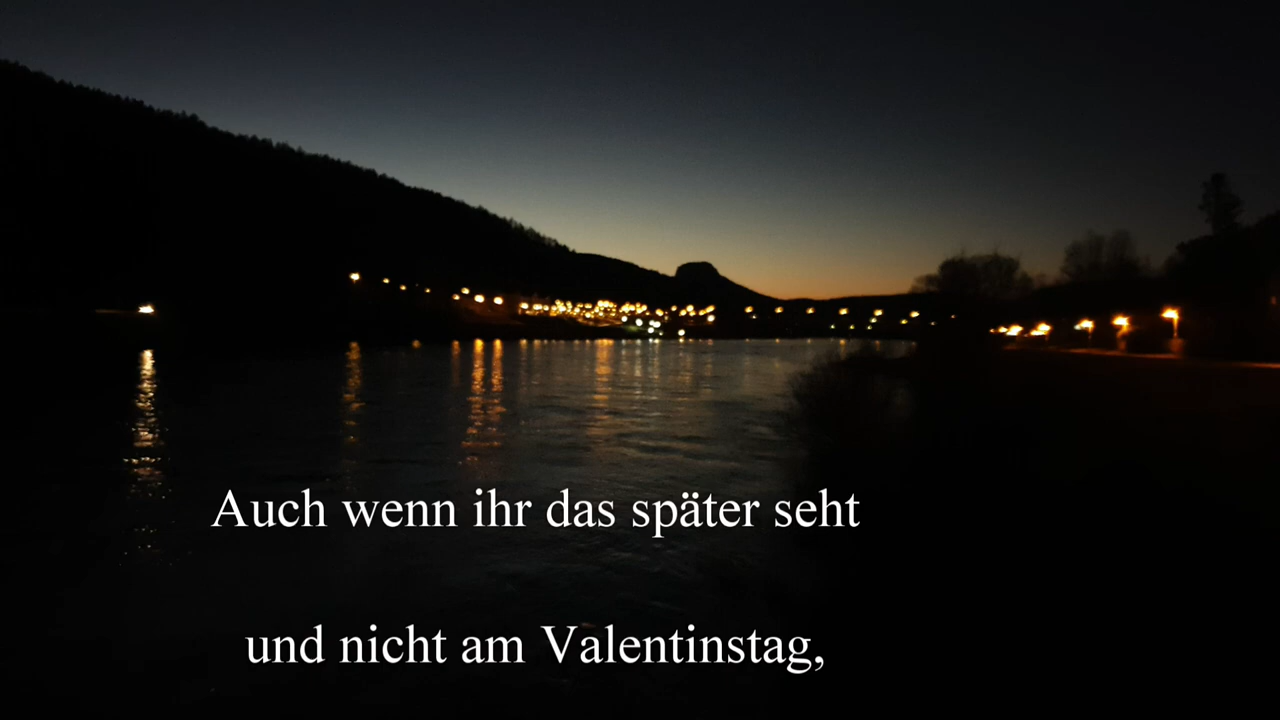 Auch wenn ihr das später seht
und nicht am Valentinstag,